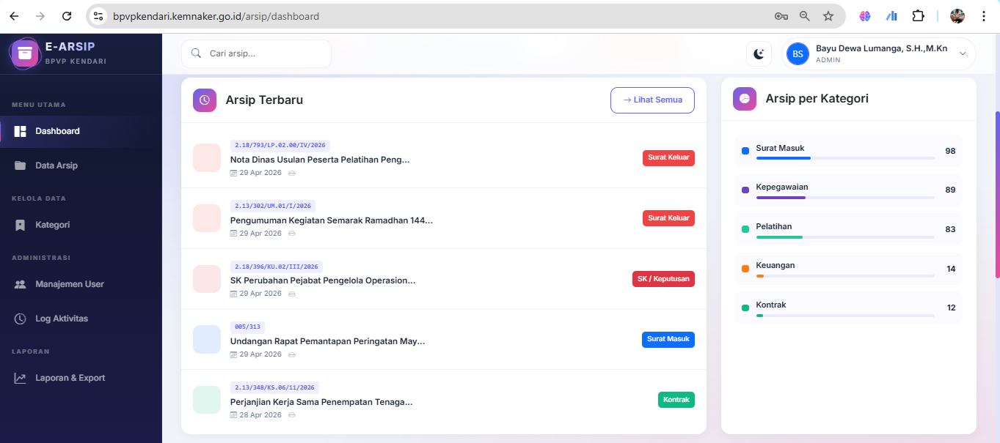 bpvpkendari.kemnaker.go.id/arsip/dashboard
E-ARSIP
BPVP KENDARI
MENU UTAMA
Dashboard
Data Arsip
KELOLA DATA
Kategori
ADMINISTRASI
Manajemen User
Log Aktivitas
LAPORAN
Laporan & Export
Cari arsip...
BS
Bayu Dewa Lumanga, S.H.,M.Kn
ADMIN
Arsip Terbaru
→ Lihat Semua
2.18/793/LP.02.00/IV/2026
Nota Dinas Usulan Peserta Pelatihan Peng...
29 Apr 2026
Surat Keluar
2.13/302/UM.01/I/2026
Pengumuman Kegiatan Semarak Ramadhan 144...
29 Apr 2026
Surat Keluar
2.18/396/KU.02/III/2026
SK Perubahan Pejabat Pengelola Operasion...
29 Apr 2026
SK / Keputusan
005/313
Undangan Rapat Pemantapan Peringatan May...
29 Apr 2026
Surat Masuk
2.13/348/KS.06/11/2026
Perjanjian Kerja Sama Penempatan Tenaga...
28 Apr 2026
Kontrak
Arsip per Kategori
Surat Masuk 98
Kepegawaian 89
Pelatihan 83
Keuangan 14
Kontrak 12